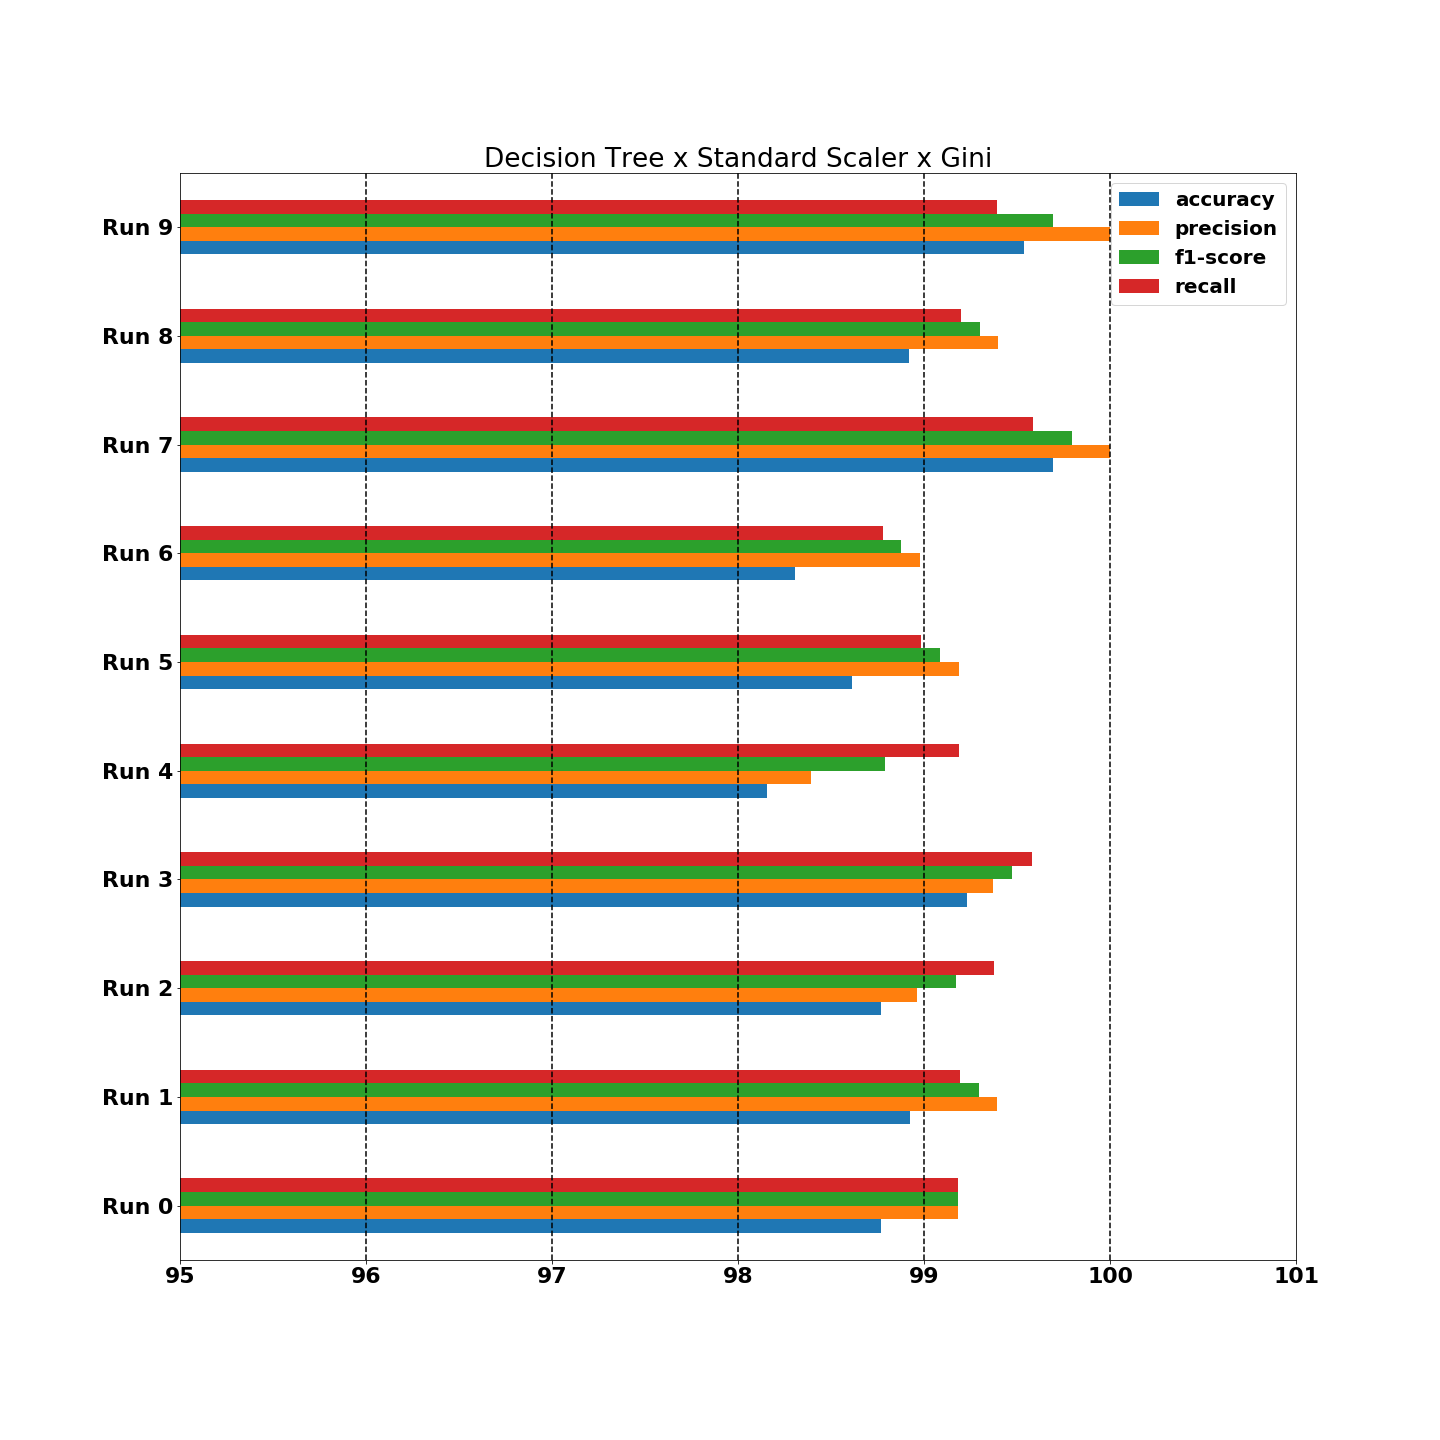 Decision Tree x Standard Scaler x Gini
accuracy
precision
f1-score
recall
Run 9
Run 8
Run 7
Run 6
Run 5
Run 4
Run 3
Run 2
Run 1
Run 0
95 96 97 98 99 100 101